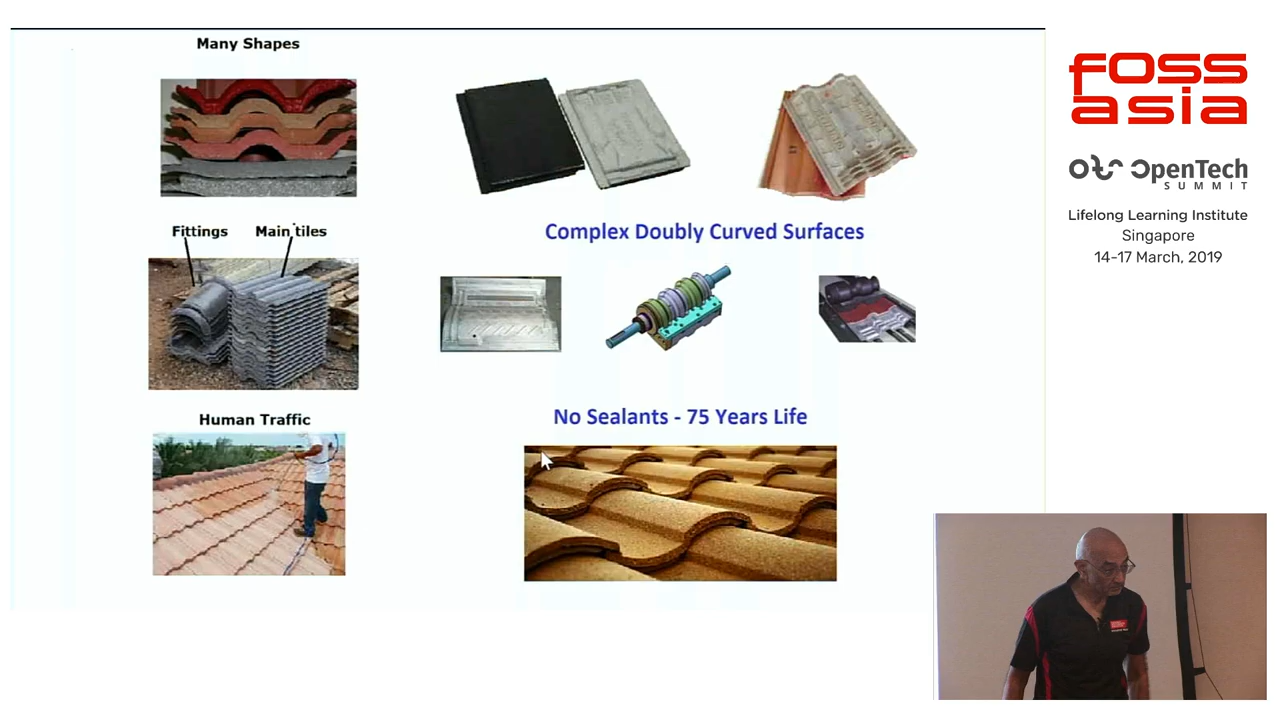 Many Shapes
Fittings
Main tiles
Human Traffic
Complex Doubly Curved Surfaces
No Sealants - 75 Years Life
FOSS
asia
OpenTech
SUMMIT
Lifelong Learning Institute
Singapore
14-17 March, 2019